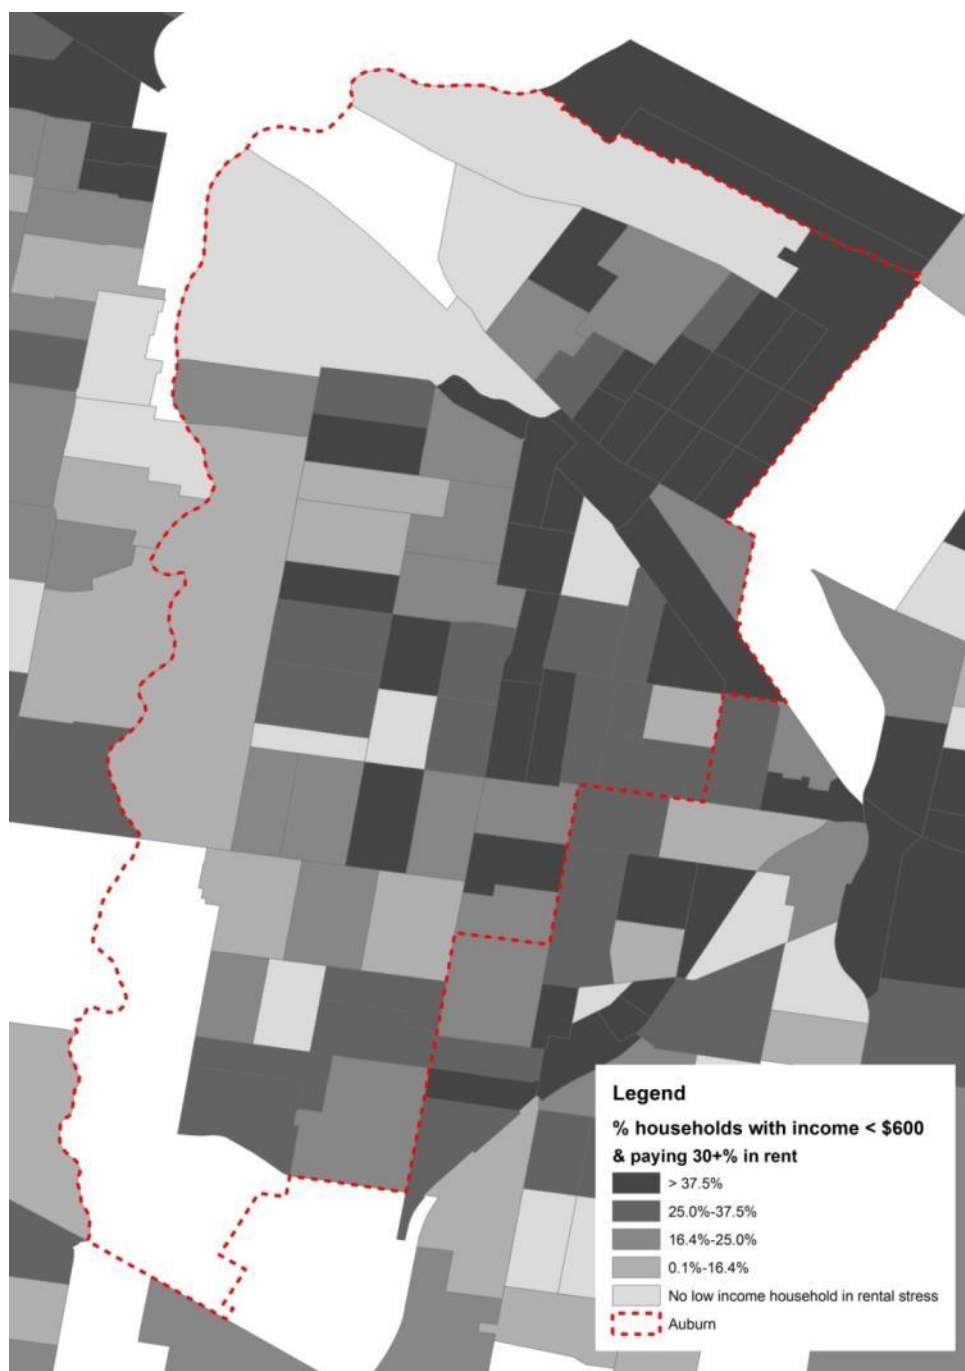 Legend
% households with income < $600
& paying 30+% in rent
> 37.5%
25.0%-37.5%
16.4%-25.0%
0.1%-16.4%
No low income household in rental stress
Auburn